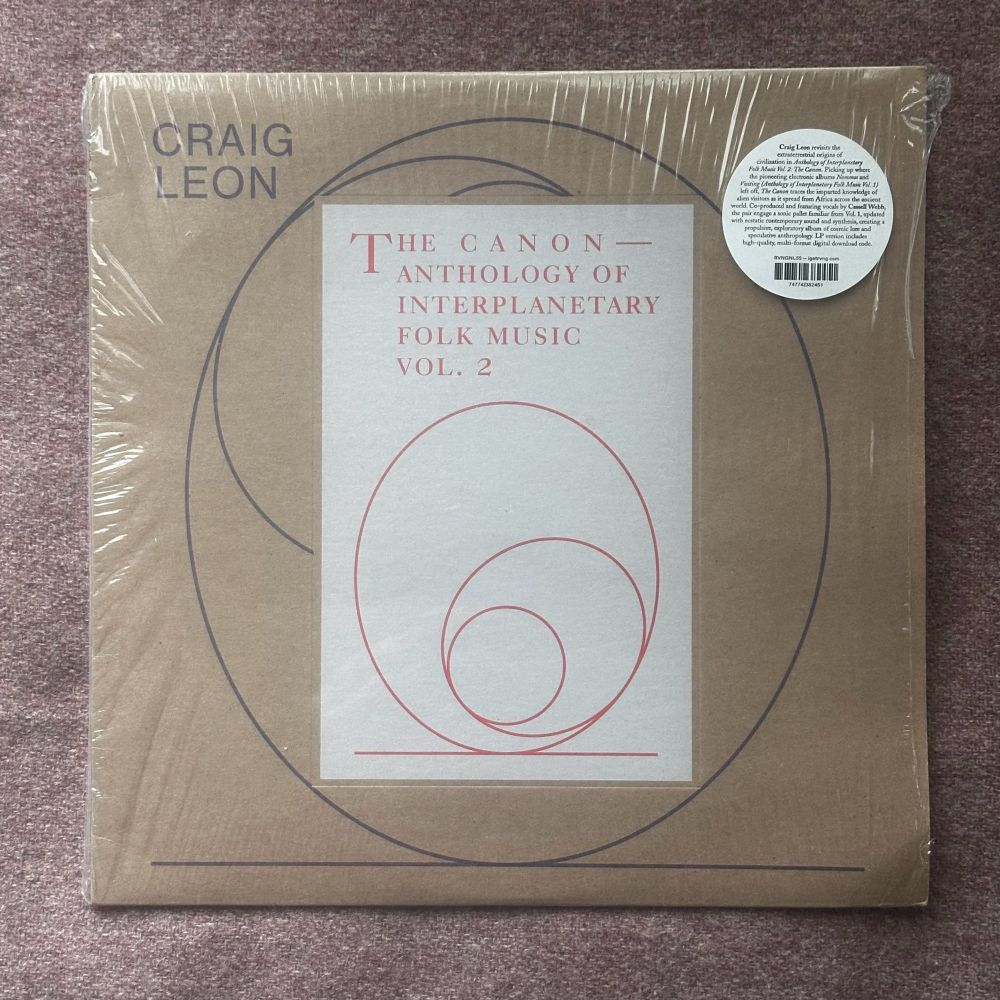 CRAIG
LEON
THE CANON —
ANTHOLOGY OF
INTERPLANETARY
FOLK MUSIC
VOL. 2
Craig Leon revisits the
extraterrestrial origins of
civilization in Anthology of Interplanetary
Folk Music Vol. 2: The Canon. Picking up where
the pioneering electronic albums Nommos and
Visiting (Anthology of Interplanetary Folk Music Vol. 1)
left off, The Canon traces the imparted knowledge of
alien visitors as it spread from Africa across the ancient
world. Co-produced and featuring vocals by Cassell Webb,
the pair engage a sonic pallet familiar from Vol. 1, updated
with ecstatic contemporary sound and synthesis, creating a
propulsive, exploratory album of cosmic lore and
speculative anthropology. LP version includes
high-quality, multi-format digital download code.
RVNGNL55 — igetrvng.com
747742382451